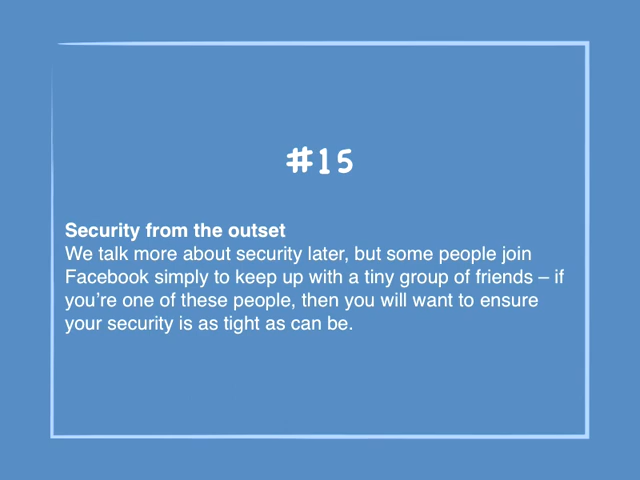 #15
Security from the outset
We talk more about security later, but some people join
Facebook simply to keep up with a tiny group of friends – if
you’re one of these people, then you will want to ensure
your security is as tight as can be.